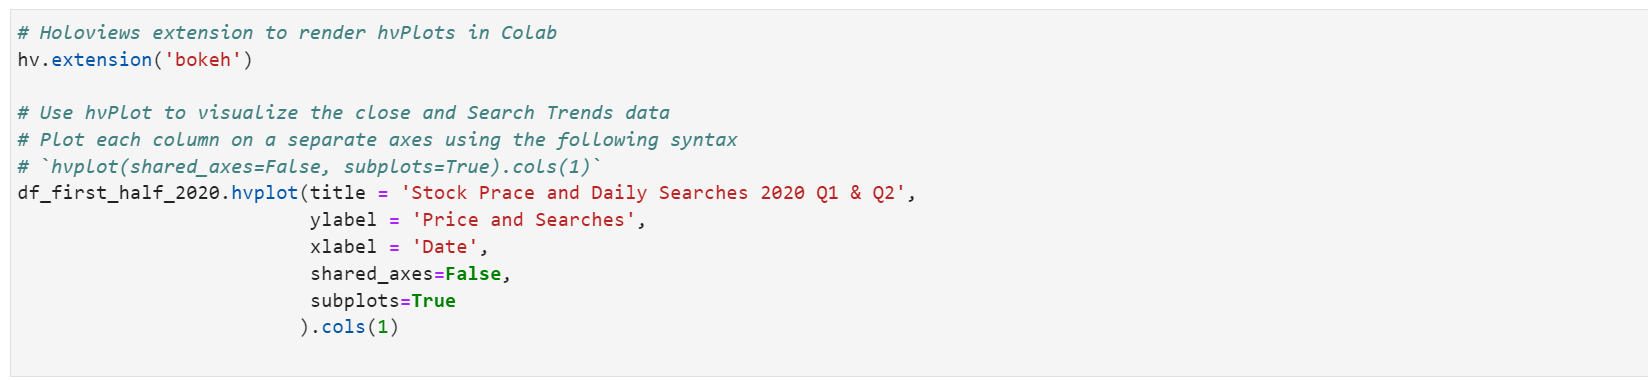 # Holoviews extension to render hvPlots in Colab
hv.extension('bokeh')
# Use hvPlot to visualize the close and Search Trends data
# Plot each column on a separate axes using the following syntax
# `hvplot(shared_axes=False, subplots=True).cols(1)`
df_first_half_2020.hvplot(title = 'Stock Prace and Daily Searches 2020 Q1 & Q2',
ylabel = 'Price and Searches',
xlabel = 'Date',
shared_axes=False,
subplots=True
).cols(1)